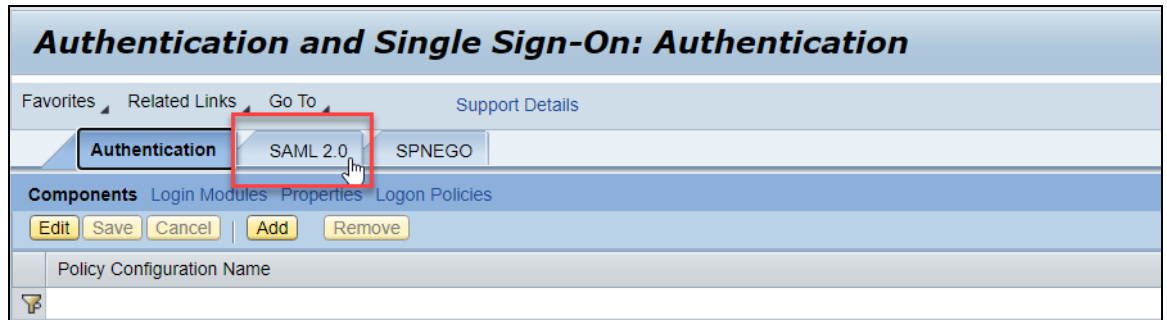 Authentication and Single Sign-On: Authentication
Favorites Related Links Go To Support Details
Authentication SAML 2.0 SPNEGO
Components Login Modules Properties Logon Policies
Edit Save Cancel Add Remove
Policy Configuration Name